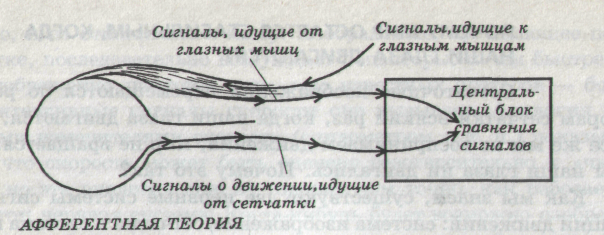 Сигналы, идущие от
глазных мышц
Сигналы,идущие к
глазным мышцам
Централь-
ный блок
сравнения
сигналов
Сигналы о движении,идущие
от сетчатки
АФФЕРЕНТНАЯ ТЕОРИЯ